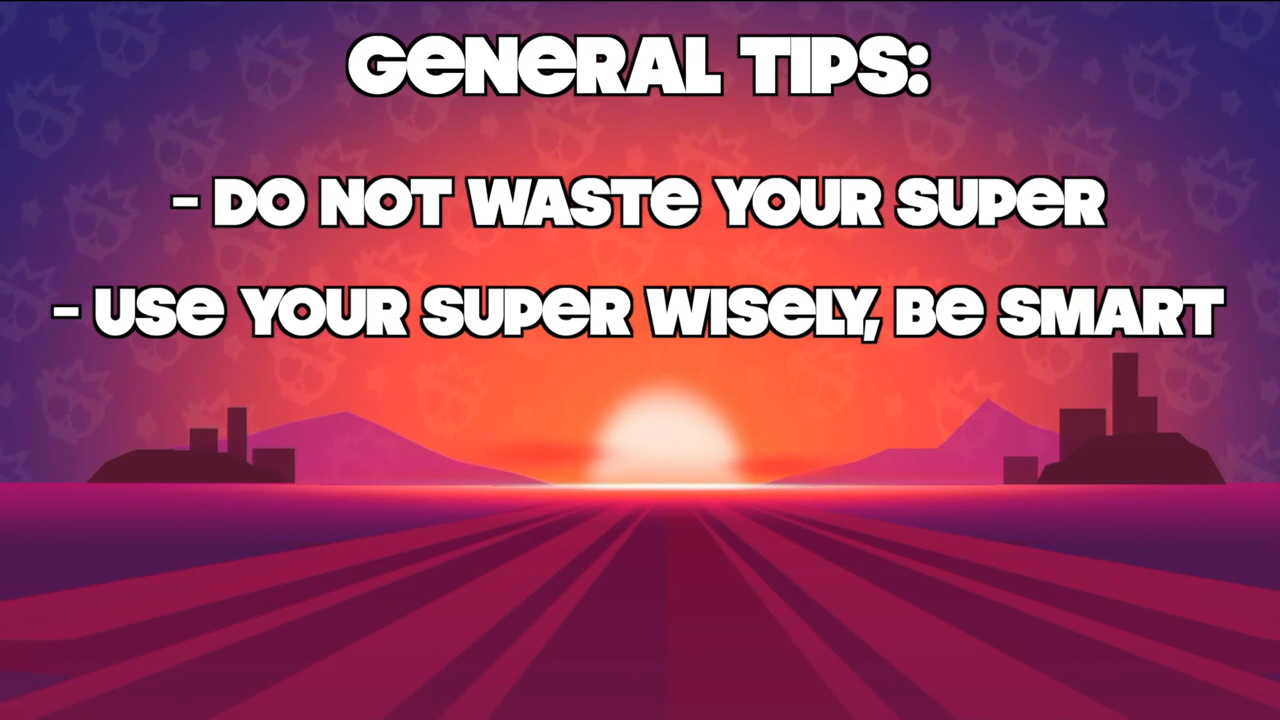 GENERAL TIPS:
- DO NOT WASTE YOUR SUPER
- USE YOUR SUPER WISELY, BE SMART